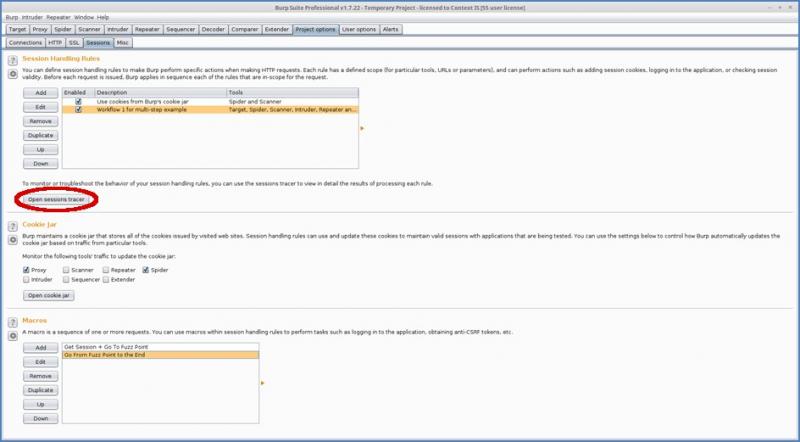 Burp Suite Professional v1.7.22 - Temporary Project - licensed to Context IS [55 user license]
Burp Intruder Repeater Window Help
Target Proxy Spider Scanner Intruder Repeater Sequencer Decoder Comparer Extender Project options User options Alerts
Connections HTTP SSL Sessions Misc
? Session Handling Rules
You can define session handling rules to make Burp perform specific actions when making HTTP requests. Each rule has a defined scope (for particular tools, URLs or parameters), and can perform actions such as adding session cookies, logging in to the application, or checking session
validity. Before each request is issued, Burp applies in sequence each of the rules that are in-scope for the request.
Add Enabled Description Tools
Use cookies from Burp's cookie jar Spider and Scanner
Edit Workflow 1 for multi-step example Target, Spider, Scanner, Intruder, Repeater an...
Remove
Duplicate
Up
Down
To monitor or troubleshoot the behavior of your session handling rules, you can use the sessions tracer to view in detail the results of processing each rule.
Open sessions tracer
? Cookie Jar
Burp maintains a cookie jar that stores all of the cookies issued by visited web sites. Session handling rules can use and update these cookies to maintain valid sessions with applications that are being tested. You can use the settings below to control how Burp automatically updates the
cookie jar based on traffic from particular tools.
Monitor the following tools' traffic to update the cookie jar:
Proxy Scanner Repeater Spider
Intruder Sequencer Extender
Open cookie jar
? Macros
A macro is a sequence of one or more requests. You can use macros within session handling rules to perform tasks such as logging in to the application, obtaining anti-CSRF tokens, etc.
Add Get Session + Go To Fuzz Point
Go From Fuzz Point to the End
Edit
Remove
Duplicate
Up
Down